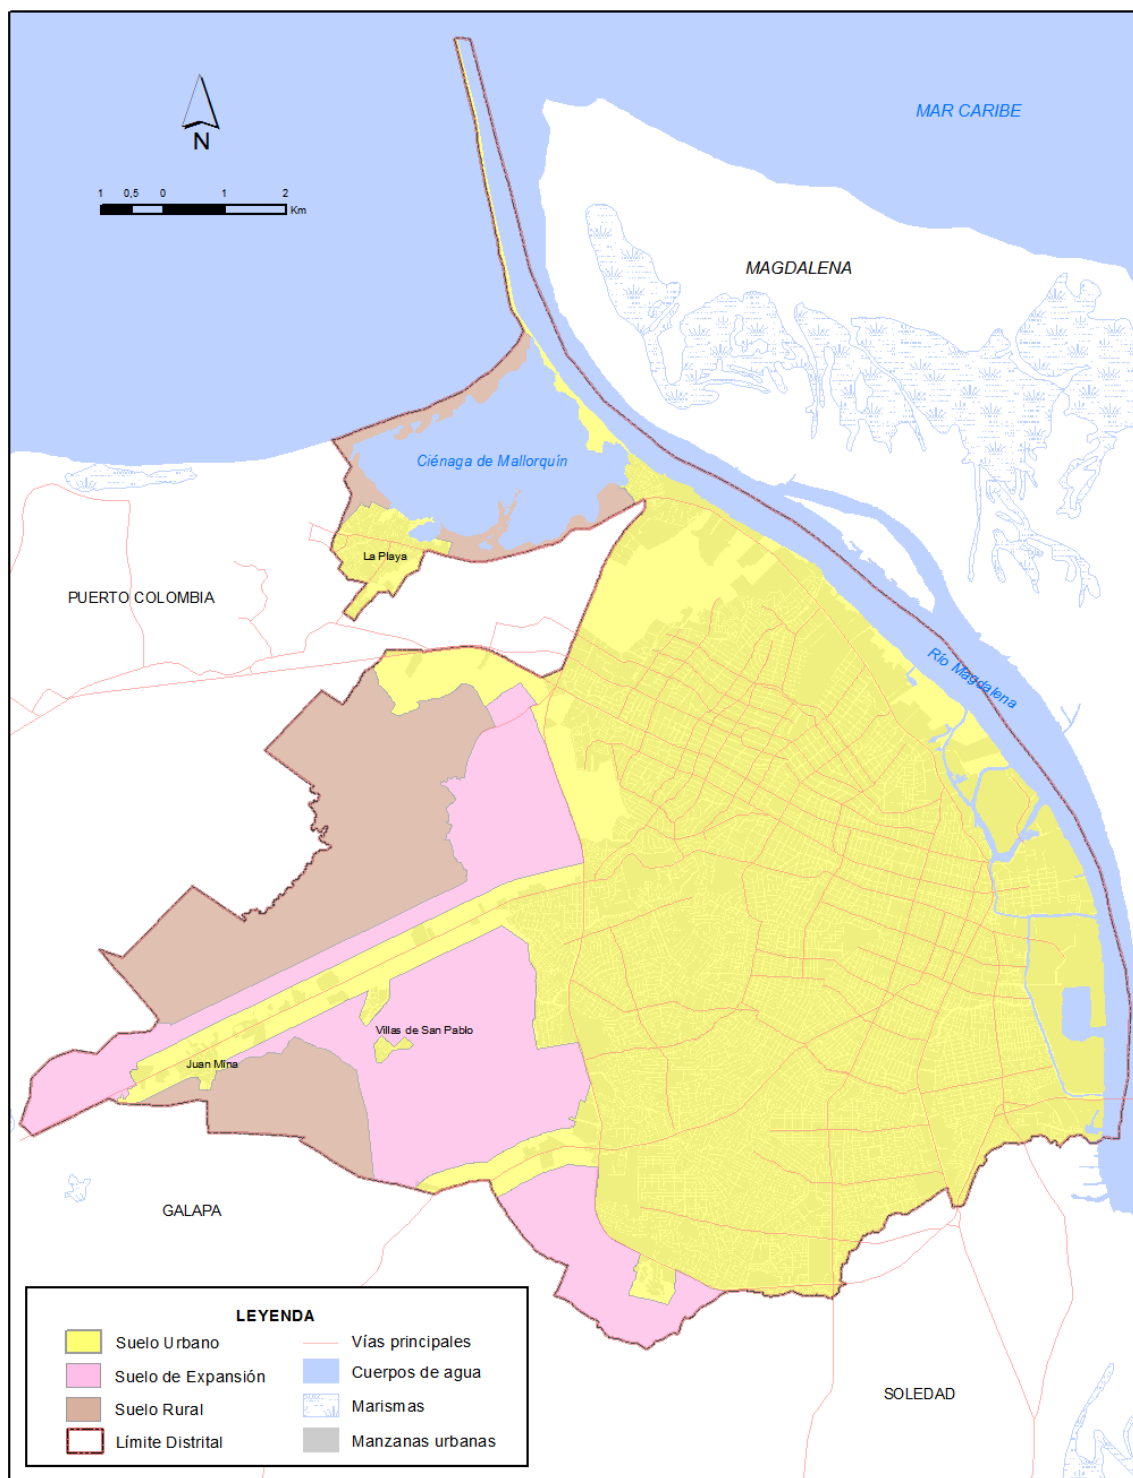 MAR CARIBE
N
1 0,5 0 1 2
Km
MAGDALENA
Ciénaga de Mallorquín
La Playa
PUERTO COLOMBIA
Río Magdalena
Villas de San Pablo
Juan Mina
GALAPA
SOLEDAD
LEYENDA
Suelo Urbano
Suelo de Expansión
Suelo Rural
Límite Distrital
Vías principales
Cuerpos de agua
Marismas
Manzanas urbanas